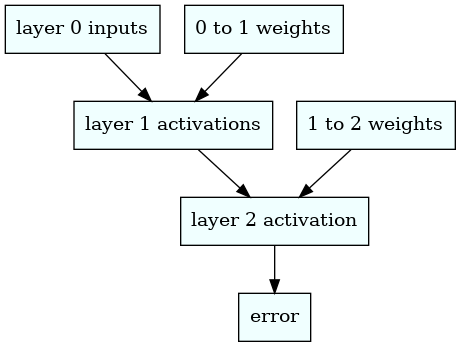 layer 0 inputs
0 to 1 weights
layer 1 activations
1 to 2 weights
layer 2 activation
error